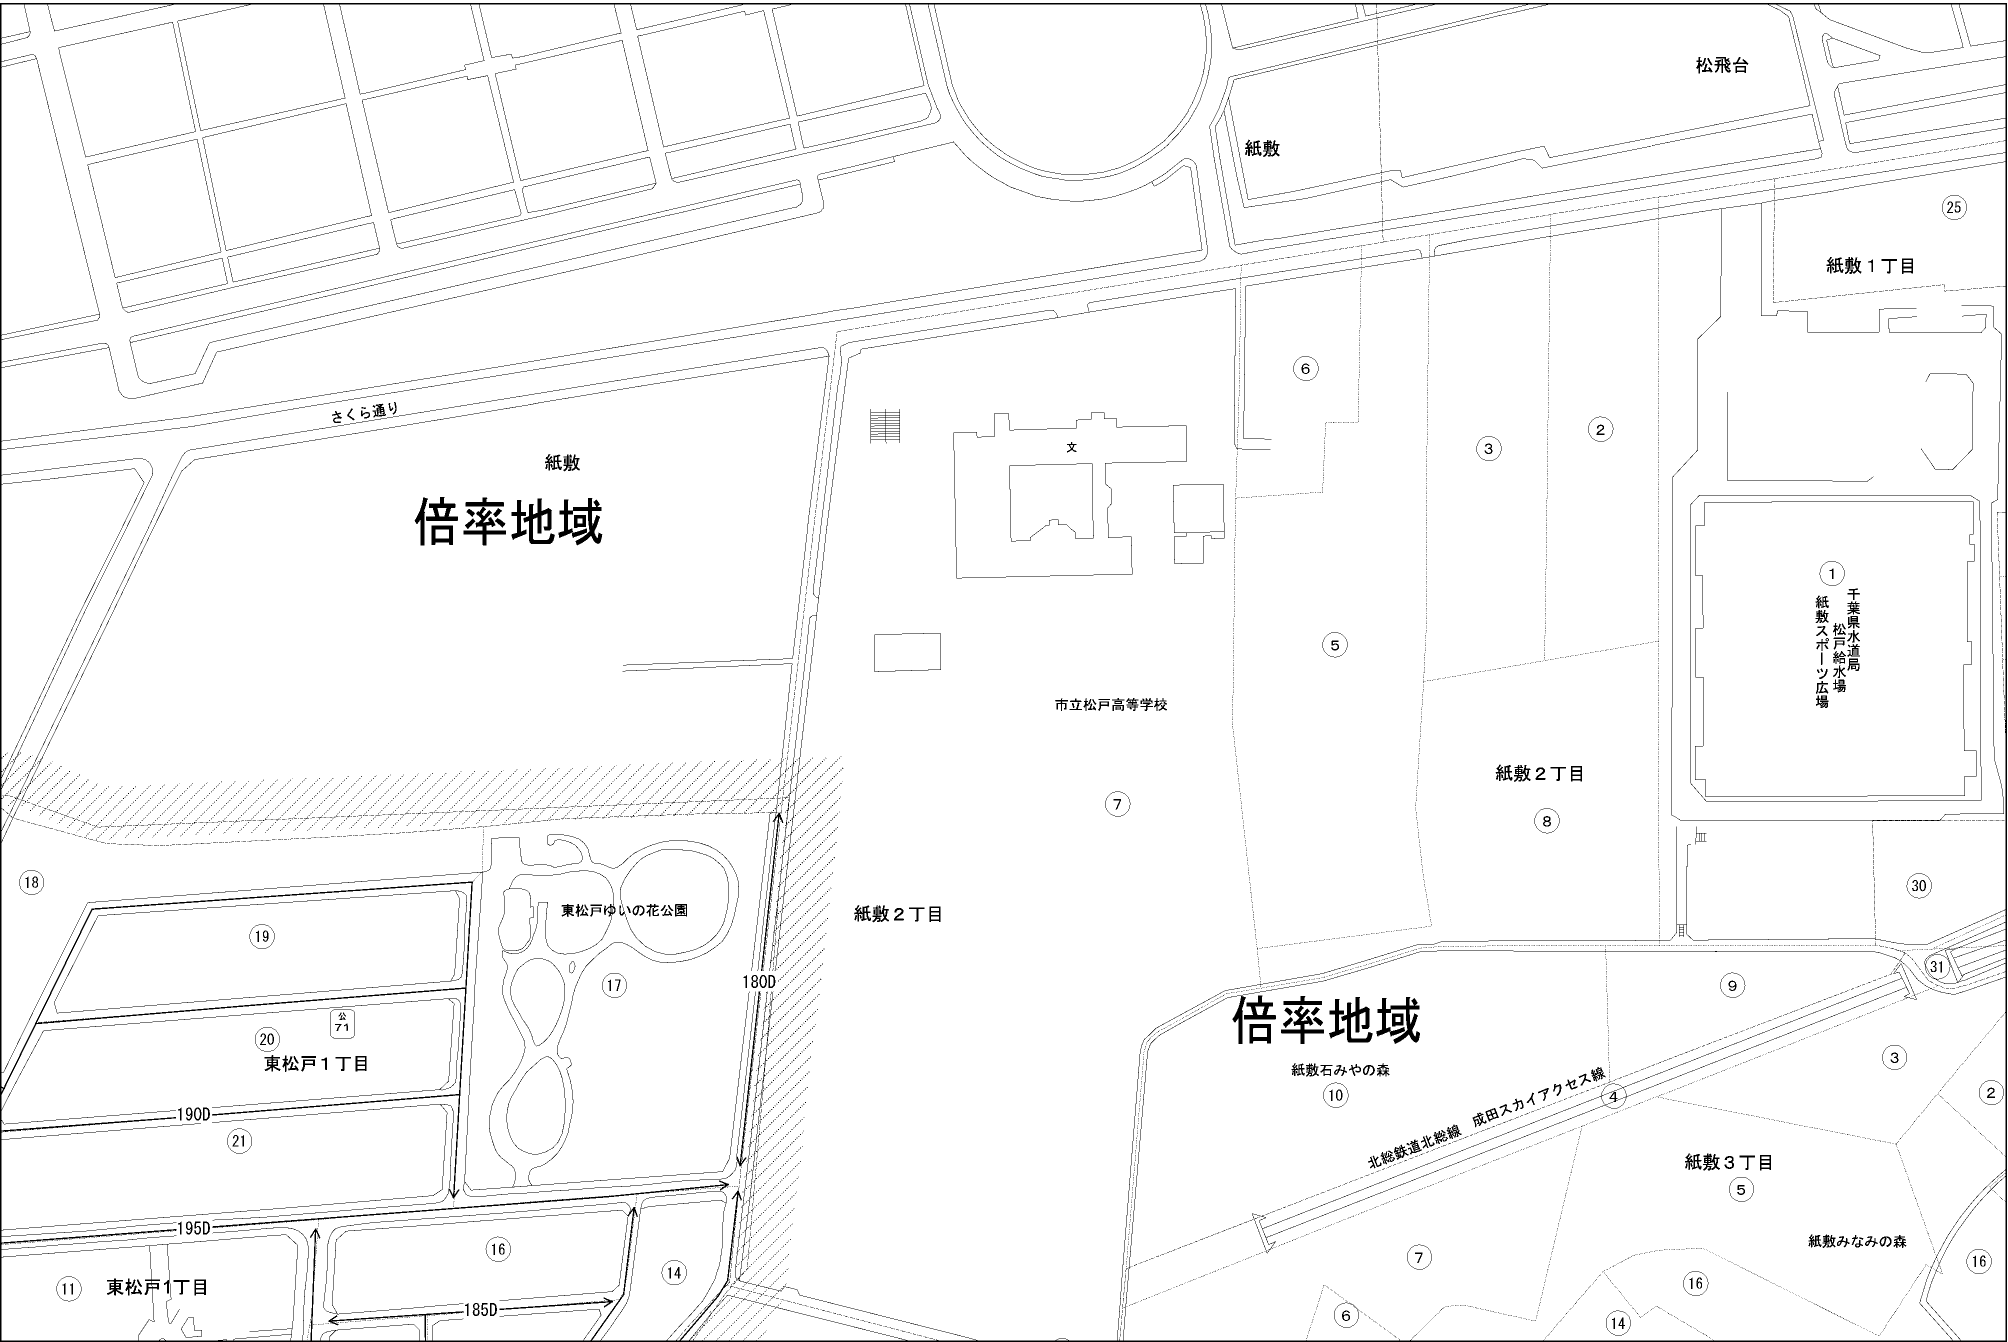 松飛台
紙敷
25
紙敷1丁目
6
さくら通り
2
3
文
紙敷
倍率地域
1
千葉県水道局
松戸給水場
紙敷スポーツ広場
5
市立松戸高等学校
紙敷2丁目
7
8
18
30
東松戸ゆいの花公園
紙敷2丁目
19
31
180D
17
9
倍率地域
公
71
20
東松戸1丁目
3
紙敷石みやの森
10
4
2
190D
21
北総鉄道北総線 成田スカイアクセス線
紙敷3丁目
5
195D
16
紙敷みなみの森
7
16
14
11
東松戸1丁目
16
185D
6
14